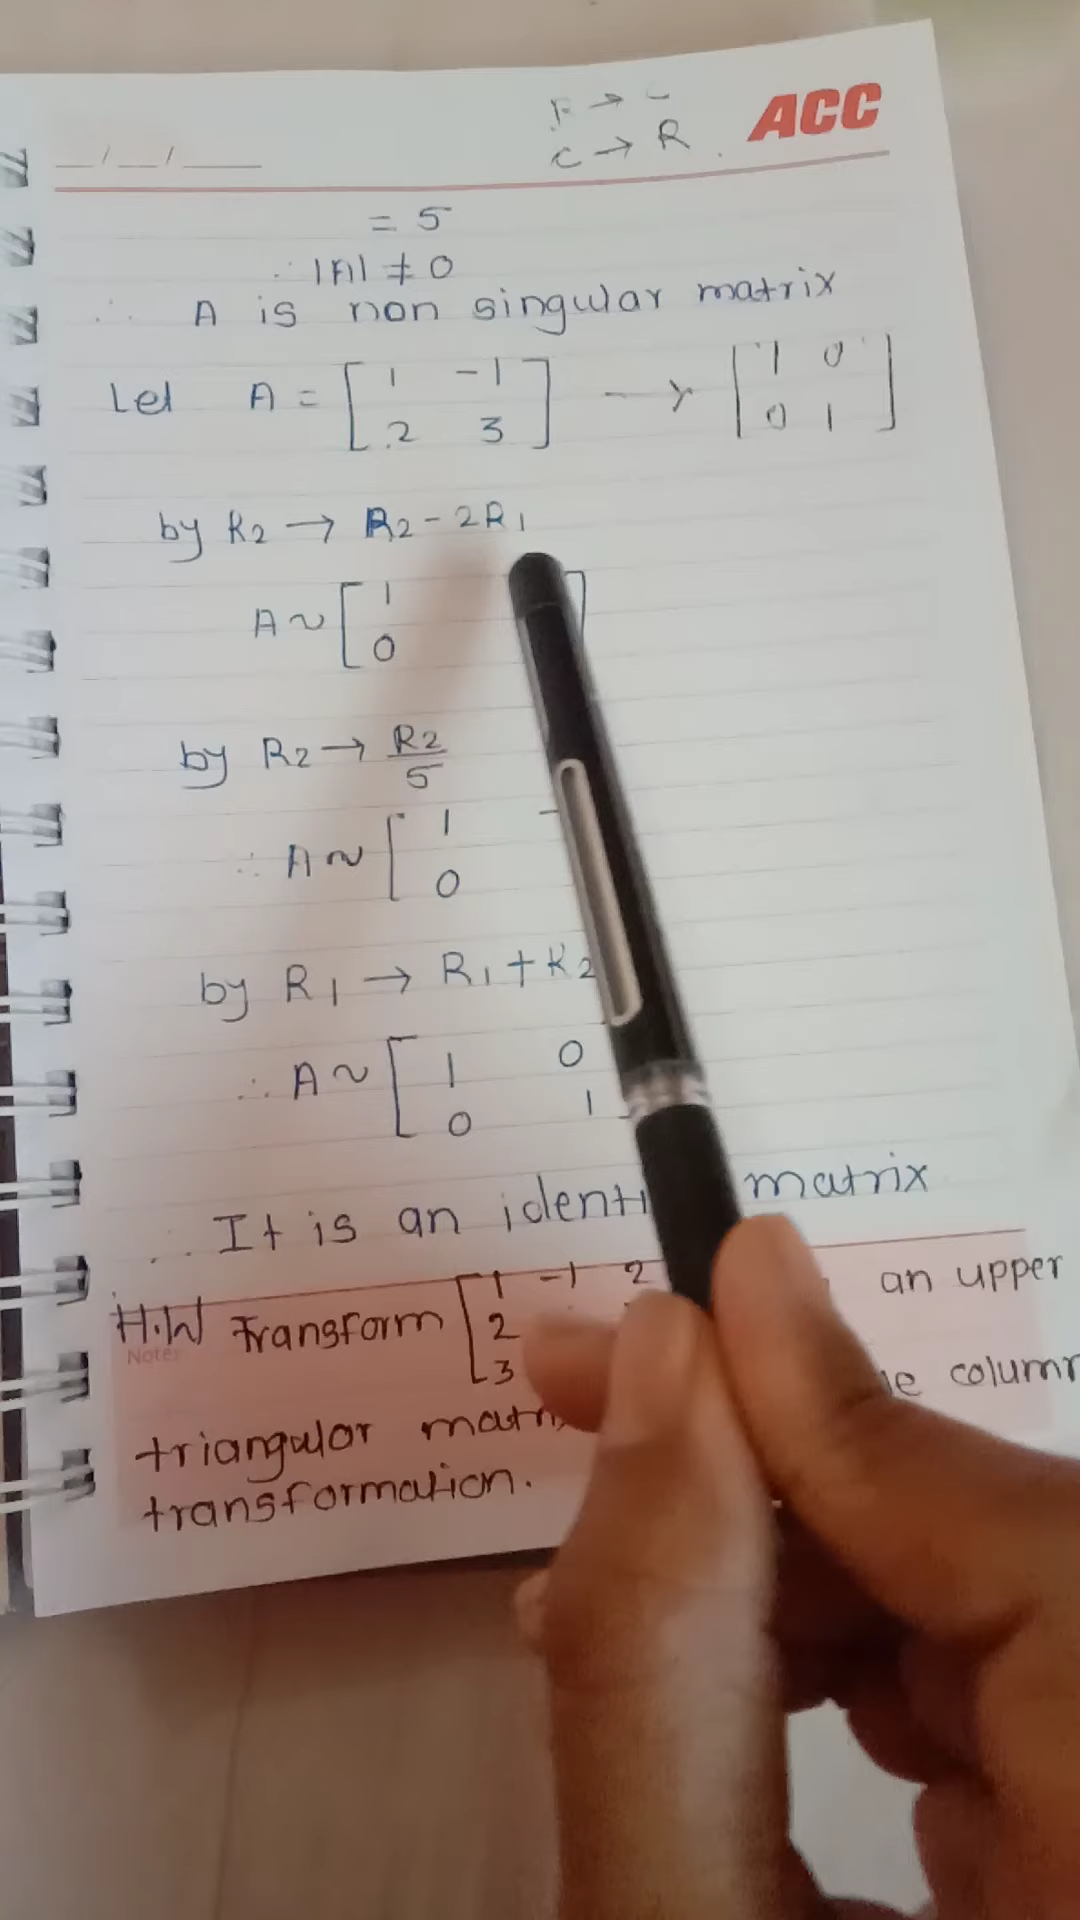 →
C → R . ACC
= 5
∴ |A| ≠ 0
∴ A is non singular matrix
Let A = [ 1 -1 ] → [ 1 0 ]
[ 2 3 ] [ 0 1 ]
by R2 → R2 - 2R1
A ~ [ 1 ]
[ 0 ]
by R2 → R2/5
∴ A ~ [ 1 -
[ 0
by R1 → R1 + R2
∴ A ~ [ 1 0
[ 0 1
∴ It is an identi matrix
H.W Transform [ 1 -1 2 an upper
Note: [ 2
[ 3 column
triangular
transformation.